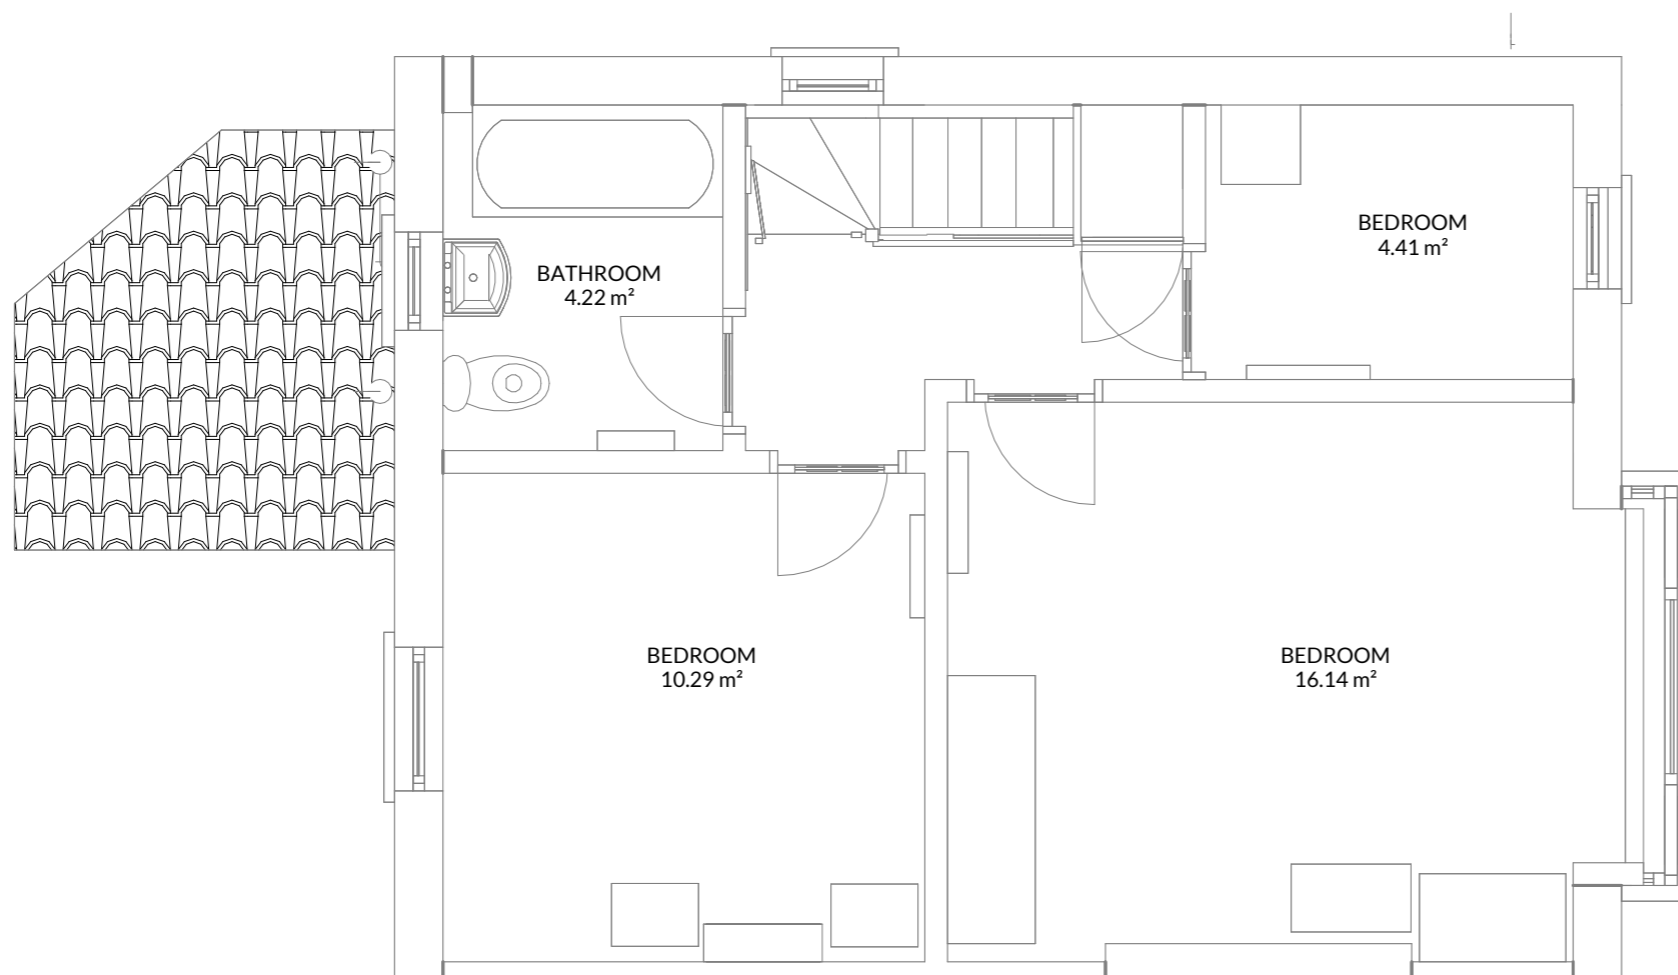 BEDROOM
4.41 m²
BATHROOM
4.22 m²
BEDROOM
10.29 m²
BEDROOM
16.14 m²